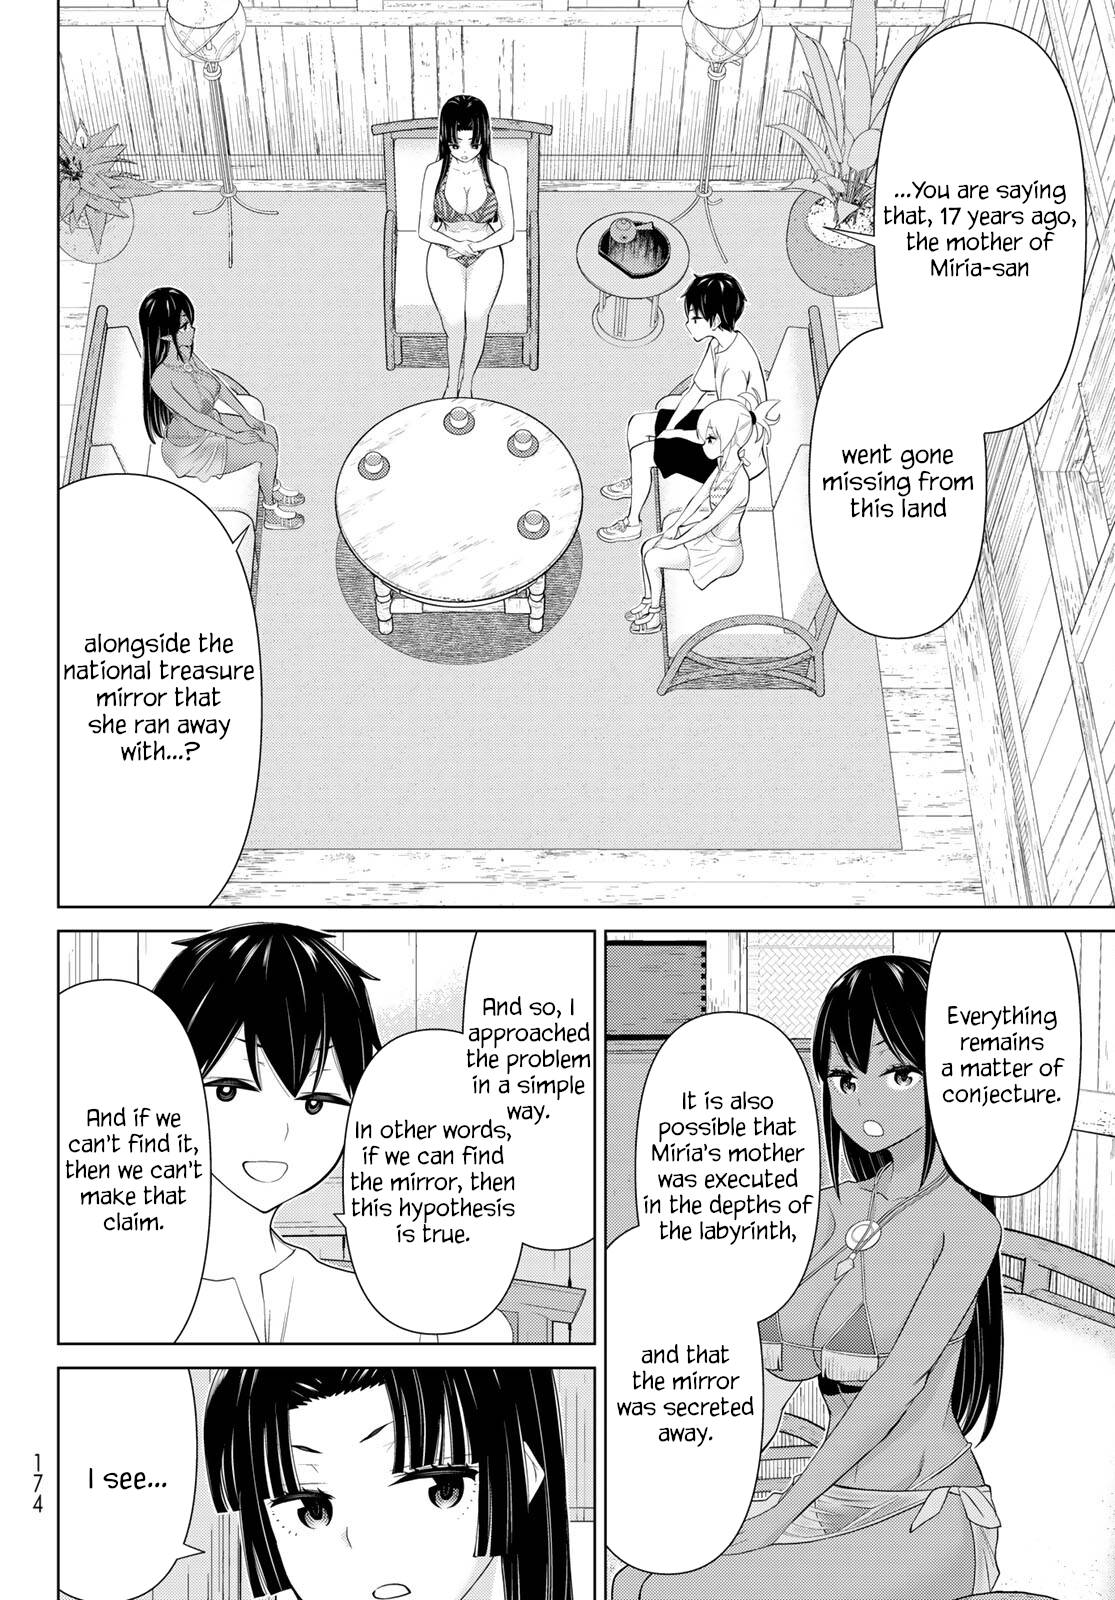 ...You are saying
that, 17 years ago,
the mother of
Miria-san
went gone
missing from
this land
alongside the
national treasure
mirror that
she ran away
with...?
Everything
remains
a matter of
conjecture.
It is also
possible that
Miria's mother
was executed
in the depths of
the labyrinth,
and that
the mirror
was secreted
away.
And so, I
approached
the problem
in a simple
way.
In other words,
if we can find
the mirror, then
this hypothesis
is true.
And if we
can't find it,
then we can't
make that
claim.
I see...
174